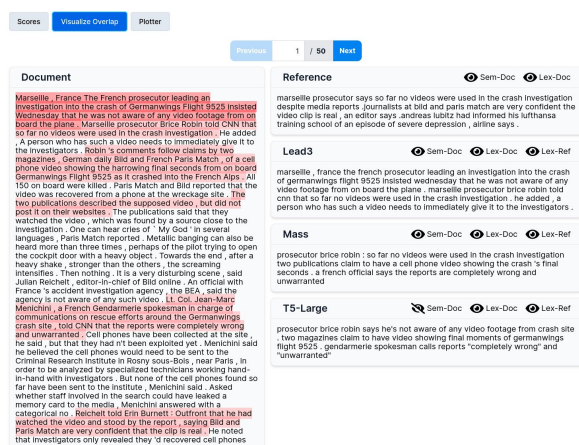 Scores
Visualize Overlap
Plotter
Previous 1 / 50 Next
Document
Marseille , France The French prosecutor leading an
investigation into the crash of Germanwings Flight 9525 insisted
Wednesday that he was not aware of any video footage from on
board the plane . Marseille prosecutor Brice Robin told CNN that
so far no videos were used in the crash investigation . He added
, A person who has such a video needs to immediately give it to
the investigators . Robin 's comments follow claims by two
magazines , German daily Bild and French Paris Match , of a cell
phone video showing the harrowing final seconds from on board
Germanwings Flight 9525 as it crashed into the French Alps . All
150 on board were killed . Paris Match and Bild reported that the
video was recovered from a phone at the wreckage site . The
two publications described the supposed video , but did not
post it on their websites . The publications said that they
watched the video , which was found by a source close to the
investigation . One can hear cries of ` My God ' in several
languages , Paris Match reported . Metallic banging can also be
heard more than three times , perhaps of the pilot trying to open
the cockpit door with a heavy object . Towards the end , after a
heavy shake , stronger than the others , the screaming
intensifies . Then nothing . It is a very disturbing scene , said
Julian Reichelt , editor-in-chief of Bild online . An official with
France 's accident investigation agency , the BEA , said the
agency is not aware of any such video . Lt. Col. Jean-Marc
Menichini , a French Gendarmerie spokesman in charge of
communications on rescue efforts around the Germanwings
crash site , told CNN that the reports were completely wrong
and unwarranted . Cell phones have been collected at the site ,
he said , but that they had n't been exploited yet . Menichini said
he believed the cell phones would need to be sent to the
Criminal Research Institute in Rosny sous-Bois , near Paris , in
order to be analyzed by specialized technicians working hand-
in-hand with investigators . But none of the cell phones found so
far have been sent to the institute , Menichini said . Asked
whether staff involved in the search could have leaked a
memory card to the media , Menichini answered with a
categorical no . Reichelt told Erin Burnett : Outfront that he had
watched the video and stood by the report , saying Bild and
Paris Match are very confident that the clip is real . He noted
that investigators only revealed they 'd recovered cell phones
Reference Sem-Doc Lex-Doc
marseille prosecutor says so far no videos were used in the crash investigation
despite media reports .journalists at bild and paris match are very confident the
video clip is real , an editor says .andreas lubitz had informed his lufthansa
training school of an episode of severe depression , airline says .
Lead3 Sem-Doc Lex-Doc Lex-Ref
marseille , france the french prosecutor leading an investigation into the crash
of germanwings flight 9525 insisted wednesday that he was not aware of any
video footage from on board the plane . marseille prosecutor brice robin told
cnn that so far no videos were used in the crash investigation . he added , a
person who has such a video needs to immediately give it to the investigators .
Mass Sem-Doc Lex-Doc Lex-Ref
prosecutor brice robin : so far no videos were used in the crash investigation
two publications claim to have a cell phone video showing the crash 's final
seconds . a french official says the reports are completely wrong and
unwarranted
T5-Large Sem-Doc Lex-Doc Lex-Ref
prosecutor brice robin says he's not aware of any video footage from crash site
. two magazines claim to have video showing final moments of germanwings
flight 9525 . gendarmerie spokesman calls reports "completely wrong" and
"unwarranted"